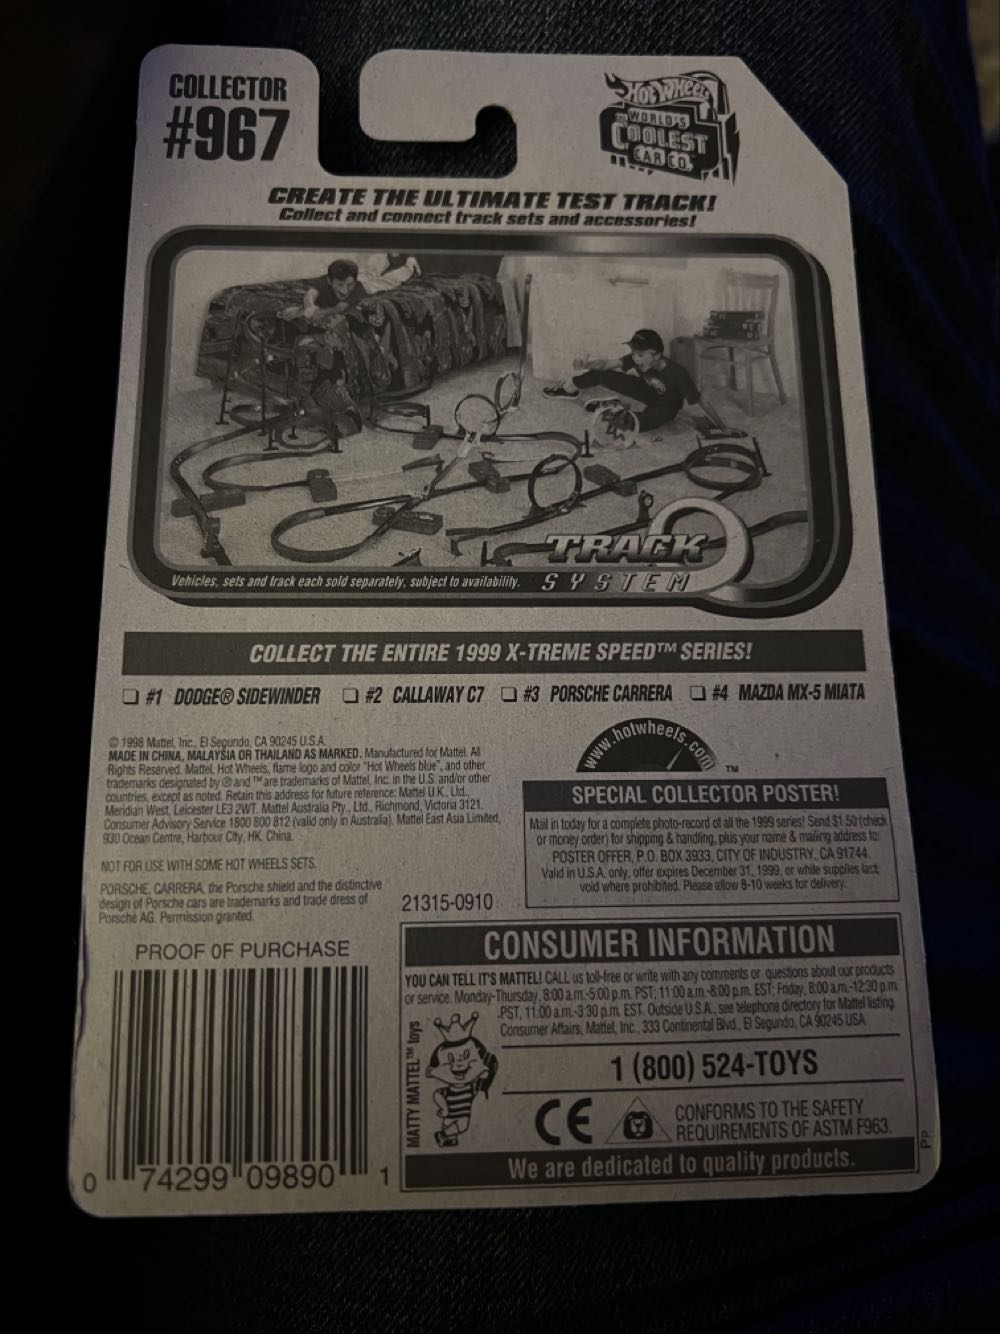 COLLECTOR
#967
HOT WHEELS
THE WORLD'S
COOLEST
CAR CO.
CREATE THE ULTIMATE TEST TRACK!
Collect and connect track sets and accessories!
TRACK
SYSTEM
Vehicles, sets and track each sold separately, subject to availability.
COLLECT THE ENTIRE 1999 X-TREME SPEED™ SERIES!
❏ #1 DODGE® SIDEWINDER ❏ #2 CALLAWAY C7 ❏ #3 PORSCHE CARRERA ❏ #4 MAZDA MX-5 MIATA
© 1998 Mattel, Inc., El Segundo, CA 90245 U.S.A.
MADE IN CHINA, MALAYSIA OR THAILAND AS MARKED. Manufactured for Mattel. All
Rights Reserved. Mattel, Hot Wheels, flame logo and color "Hot Wheels blue", and other
trademarks designated by ® and ™ are trademarks of Mattel, Inc. in the U.S. and/or other
countries, except as noted. Retain this address for future reference: Mattel U.K., Ltd.,
Meridian West, Leicester LE3 2WT. Mattel Australia Pty., Ltd., Richmond, Victoria 3121.
Consumer Advisory Service 1 800 800 812 (valid only in Australia). Mattel East Asia Limited,
930 Ocean Centre, Harbour City, HK, China.
NOT FOR USE WITH SOME HOT WHEELS SETS.
PORSCHE, CARRERA, the Porsche shield and the distinctive
design of Porsche cars are trademarks and trade dress of
Porsche AG. Permission granted.
21315-0910
www.hotwheels.com
TM
SPECIAL COLLECTOR POSTER!
Mail in today for a complete photo-record of all the 1999 series! Send $1.50 (check
or money order) for shipping & handling, plus your name & mailing address to:
POSTER OFFER, P.O. BOX 3933, CITY OF INDUSTRY, CA 91744.
Valid in U.S.A. only, offer expires December 31, 1999, or while supplies last;
void where prohibited. Please allow 8-10 weeks for delivery.
PROOF OF PURCHASE
0 74299 09890 1
CONSUMER INFORMATION
YOU CAN TELL IT'S MATTEL! CALL us toll-free or write with any comments or questions about our products
or service. Monday-Thursday, 8:00 a.m.-5:00 p.m. PST; 11:00 a.m.-8:00 p.m. EST: Friday, 8:00 a.m.-12:30 p.m.
PST, 11:00 a.m.-3:30 p.m. EST. Outside U.S.A., see telephone directory for Mattel listing.
Consumer Affairs, Mattel, Inc., 333 Continental Blvd., El Segundo, CA 90245 USA
MATTY MATTEL™ toys
1 (800) 524-TOYS
CE
CONFORMS TO THE SAFETY
REQUIREMENTS OF ASTM F963.
PP
We are dedicated to quality products.